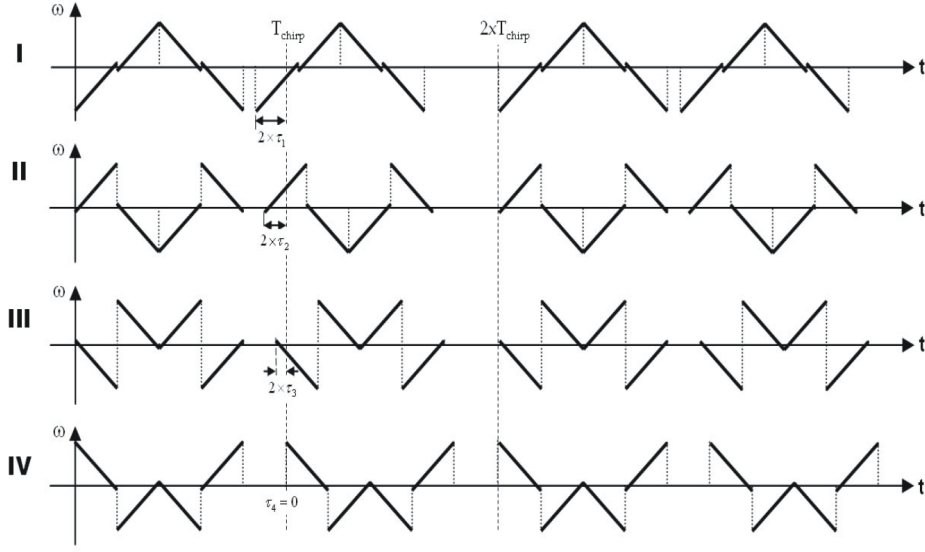 ω
T_chirp
2xT_chirp
I
t
2×τ₁
ω
II
t
2×τ₂
ω
III
t
2×τ₃
ω
IV
t
τ₄=0